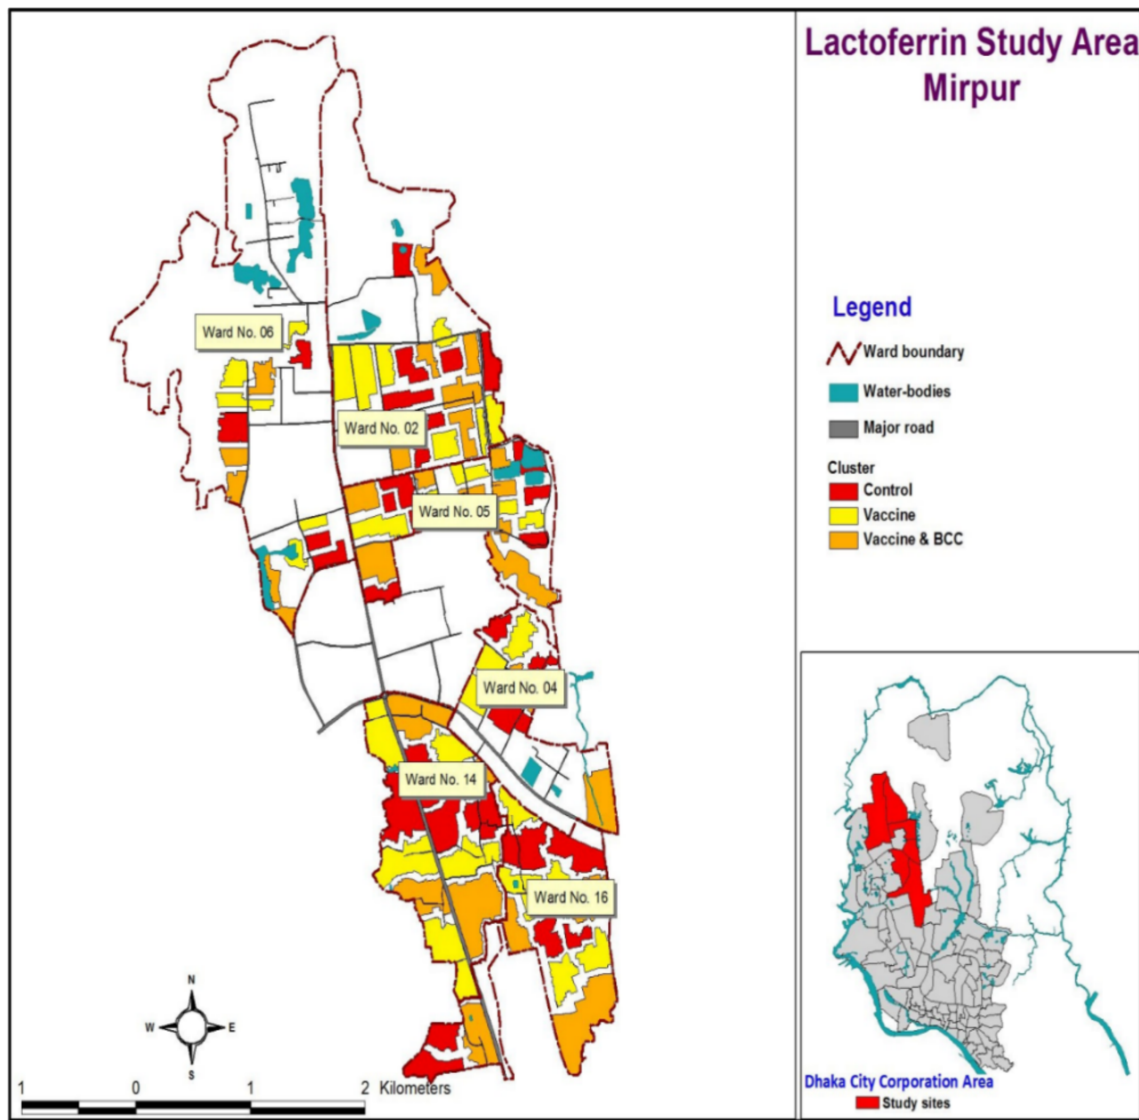 Lactoferrin Study Area
Mirpur
Legend
Ward boundary
Water-bodies
Major road
Cluster
Control
Vaccine
Vaccine & BCC
Ward No. 06
Ward No. 02
Ward No. 05
Ward No. 04
Ward No. 14
Ward No. 16
N
W E
S
1 0 1 2 Kilometers
Dhaka City Corporation Area
Study sites